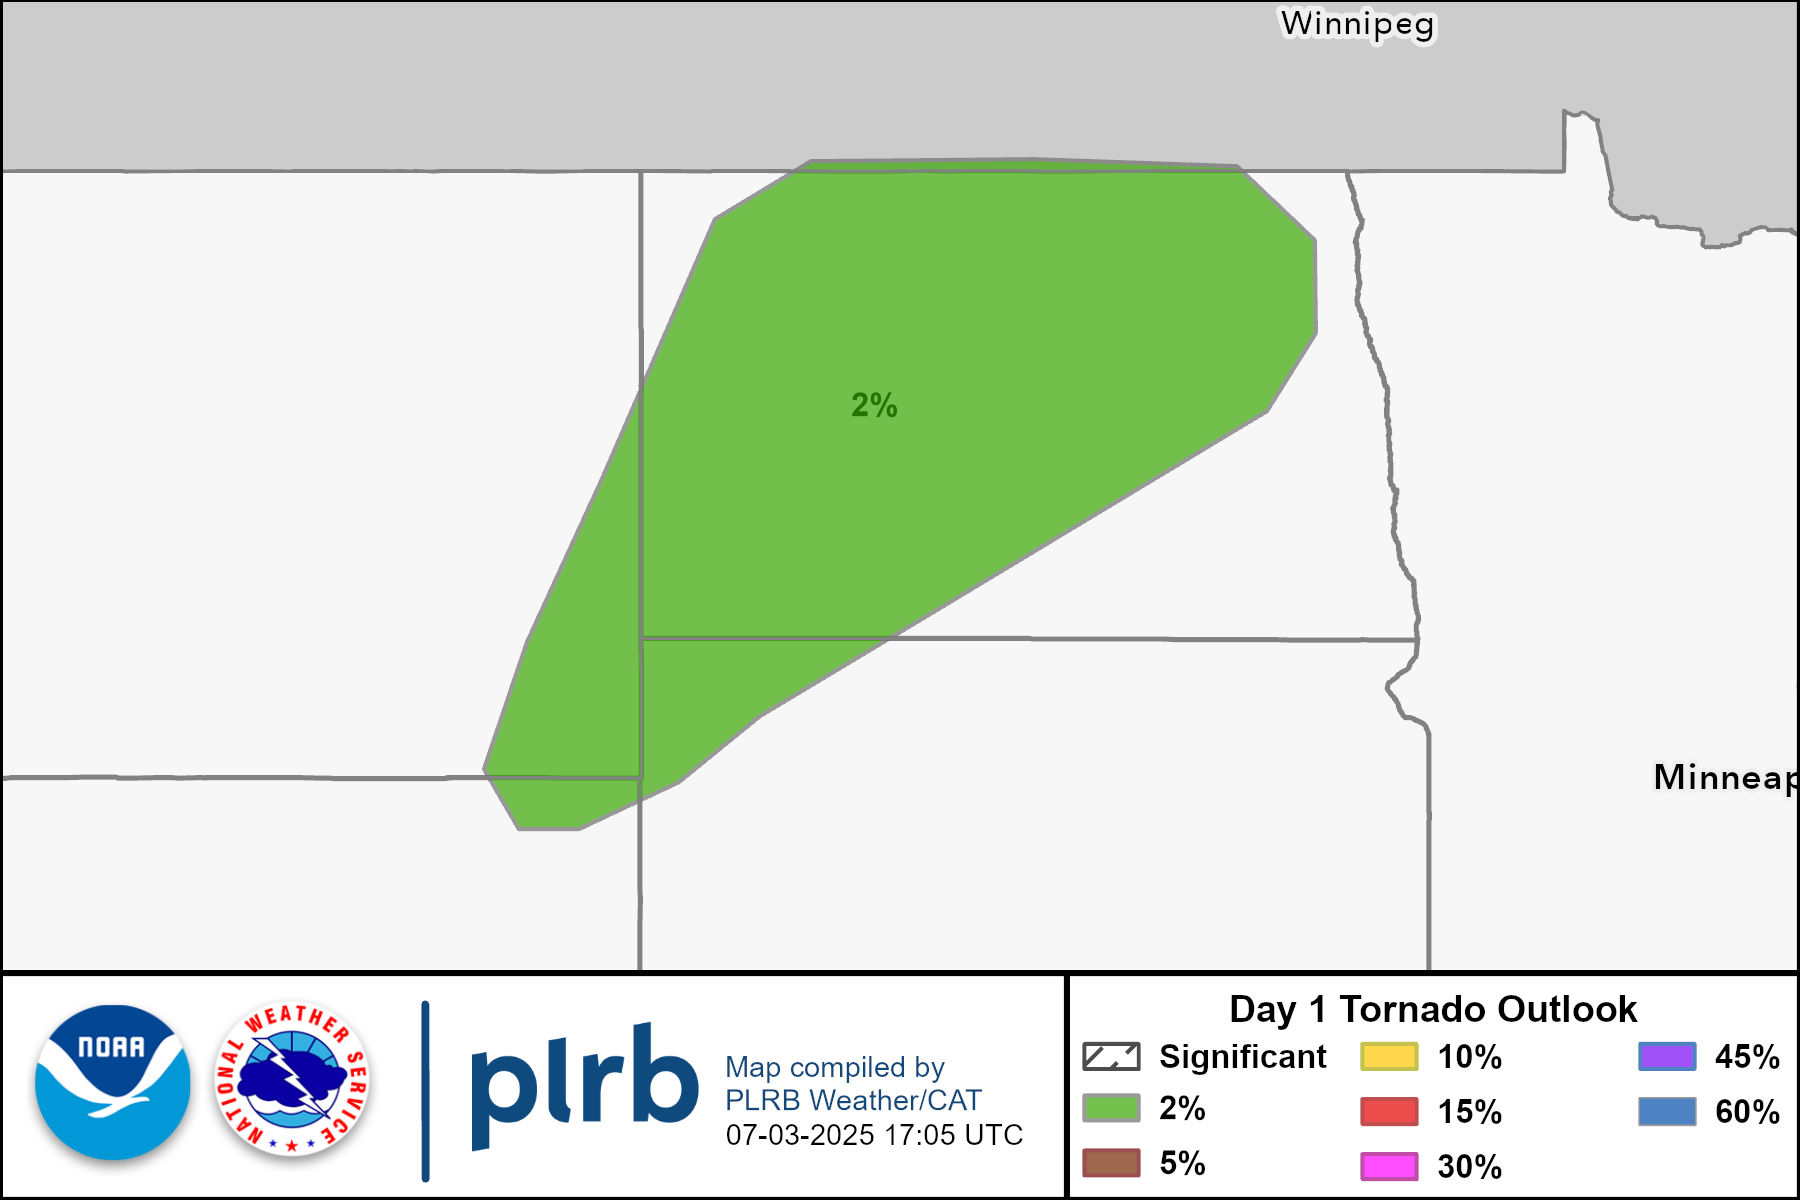 Winnipeg
2%
Minneap
NOAA
NATIONAL WEATHER SERVICE
plrb
Map compiled by
PLRB Weather/CAT
07-03-2025 17:05 UTC
Day 1 Tornado Outlook
Significant
2%
5%
10%
15%
30%
45%
60%